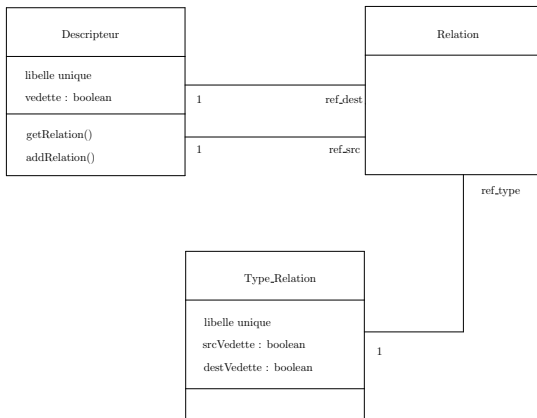 Descripteur
libelle unique
vedette : boolean
getRelation()
addRelation()
1
ref_dest
1
ref_src
Relation
ref_type
Type_Relation
libelle unique
srcVedette : boolean
destVedette : boolean
1